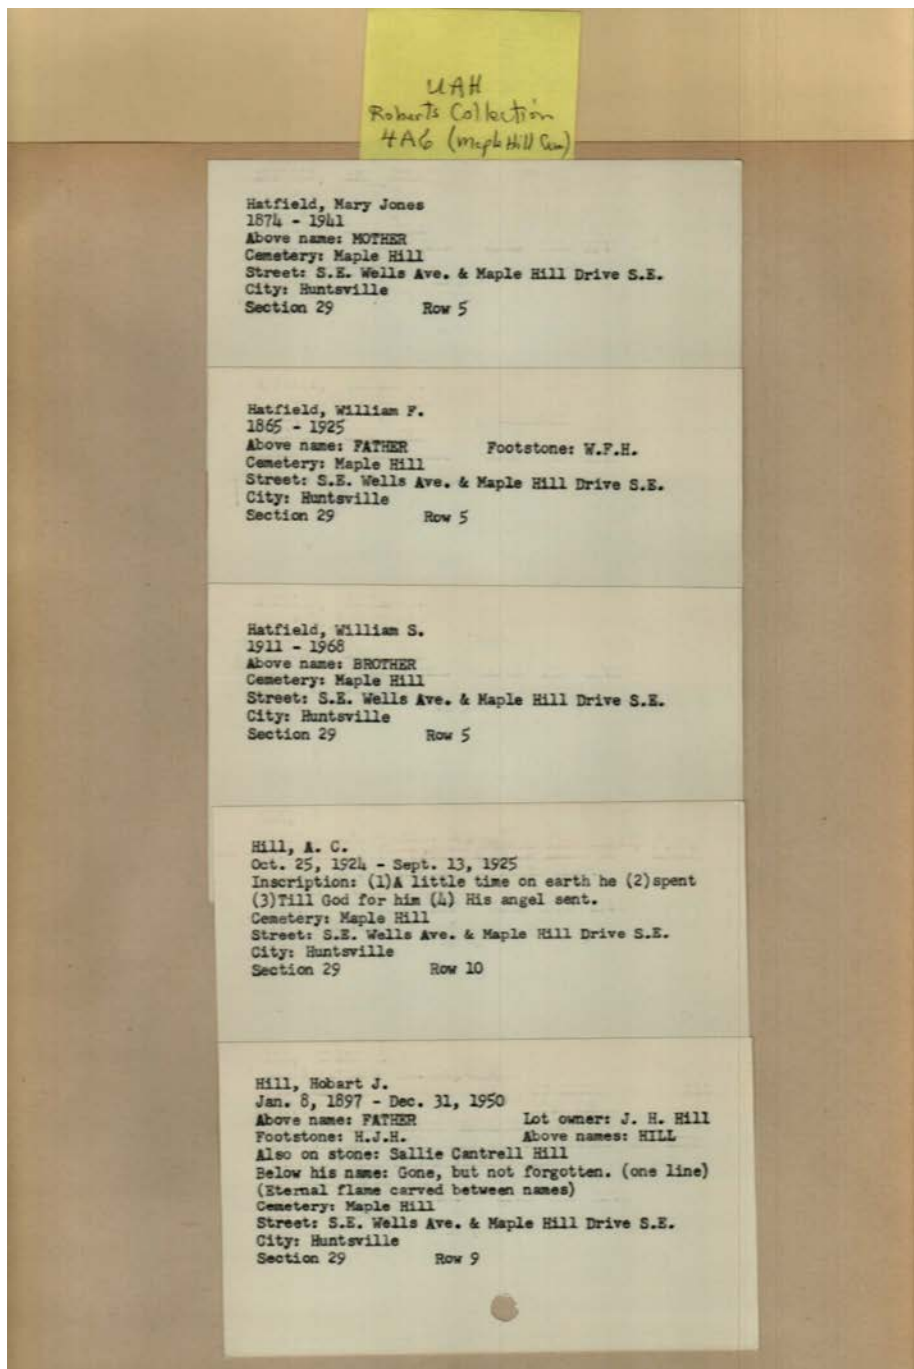 UAH
Roberts Collection
4A6 (Maple Hill Cem)
Hatfield, Mary Jones
1874 - 1941
Above name: MOTHER
Cemetery: Maple Hill
Street: S.E. Wells Ave. & Maple Hill Drive S.E.
City: Huntsville
Section 29 Row 5
Hatfield, William F.
1865 - 1925
Above name: FATHER Footstone: W.F.H.
Cemetery: Maple Hill
Street: S.E. Wells Ave. & Maple Hill Drive S.E.
City: Huntsville
Section 29 Row 5
Hatfield, William S.
1911 - 1968
Above name: BROTHER
Cemetery: Maple Hill
Street: S.E. Wells Ave. & Maple Hill Drive S.E.
City: Huntsville
Section 29 Row 5
Hill, A. C.
Oct. 25, 1924 - Sept. 13, 1925
Inscription: (1)A little time on earth he (2)spent
(3)Till God for him (4) His angel sent.
Cemetery: Maple Hill
Street: S.E. Wells Ave. & Maple Hill Drive S.E.
City: Huntsville
Section 29 Row 10
Hill, Hobart J.
Jan. 8, 1897 - Dec. 31, 1950
Above name: FATHER Lot owner: J. H. Hill
Footstone: H.J.H. Above names: HILL
Also on stone: Sallie Cantrell Hill
Below his name: Gone, but not forgotten. (one line)
(Eternal flame carved between names)
Cemetery: Maple Hill
Street: S.E. Wells Ave. & Maple Hill Drive S.E.
City: Huntsville
Section 29 Row 9